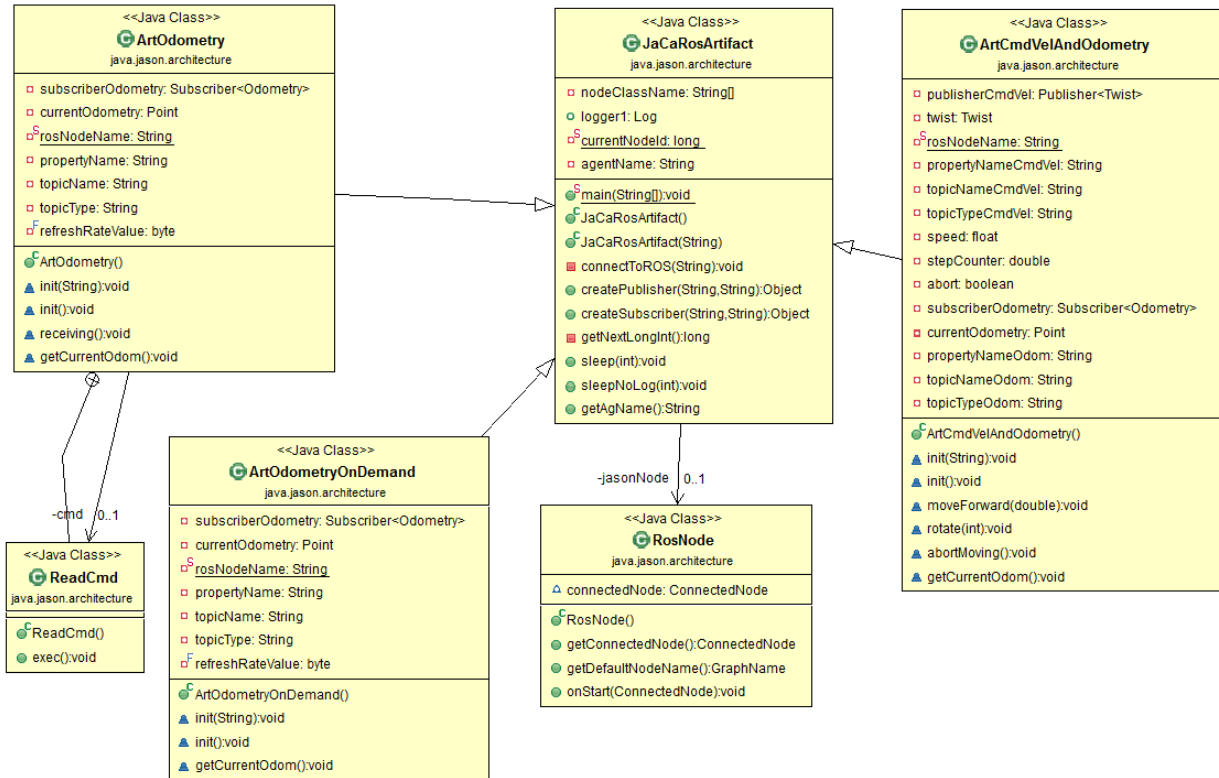 <<Java Class>>
ArtOdometry
java.jason.architecture
subscriberOdometry: Subscriber<Odometry>
currentOdometry: Point
S rosNodeName: String
propertyName: String
topicName: String
topicType: String
F refreshRateValue: byte
C ArtOdometry()
init(String):void
init():void
receiving():void
getCurrentOdom():void
<<Java Class>>
JaCaRosArtifact
java.jason.architecture
nodeClassName: String[]
logger1: Log
S currentNodeId: long
agentName: String
S main(String[]):void
C JaCaRosArtifact()
C JaCaRosArtifact(String)
connectToROS(String):void
createPublisher(String,String):Object
createSubscriber(String,String):Object
getNextLongInt():long
sleep(int):void
sleepNoLog(int):void
getAgName():String
<<Java Class>>
ArtCmdVelAndOdometry
java.jason.architecture
publisherCmdVel: Publisher<Twist>
twist: Twist
S rosNodeName: String
propertyNameCmdVel: String
topicNameCmdVel: String
topicTypeCmdVel: String
speed: float
stepCounter: double
abort: boolean
subscriberOdometry: Subscriber<Odometry>
currentOdometry: Point
propertyNameOdom: String
topicNameOdom: String
topicTypeOdom: String
C ArtCmdVelAndOdometry()
init(String):void
init():void
moveForward(double):void
rotate(int):void
abortMoving():void
getCurrentOdom():void
-cmd 0..1
<<Java Class>>
ReadCmd
java.jason.architecture
C ReadCmd()
exec():void
<<Java Class>>
ArtOdometryOnDemand
java.jason.architecture
subscriberOdometry: Subscriber<Odometry>
currentOdometry: Point
S rosNodeName: String
propertyName: String
topicName: String
topicType: String
F refreshRateValue: byte
C ArtOdometryOnDemand()
init(String):void
init():void
getCurrentOdom():void
-jasonNode 0..1
<<Java Class>>
RosNode
java.jason.architecture
connectedNode: ConnectedNode
C RosNode()
getConnectedNode():ConnectedNode
getDefaultNodeName():GraphName
onStart(ConnectedNode):void